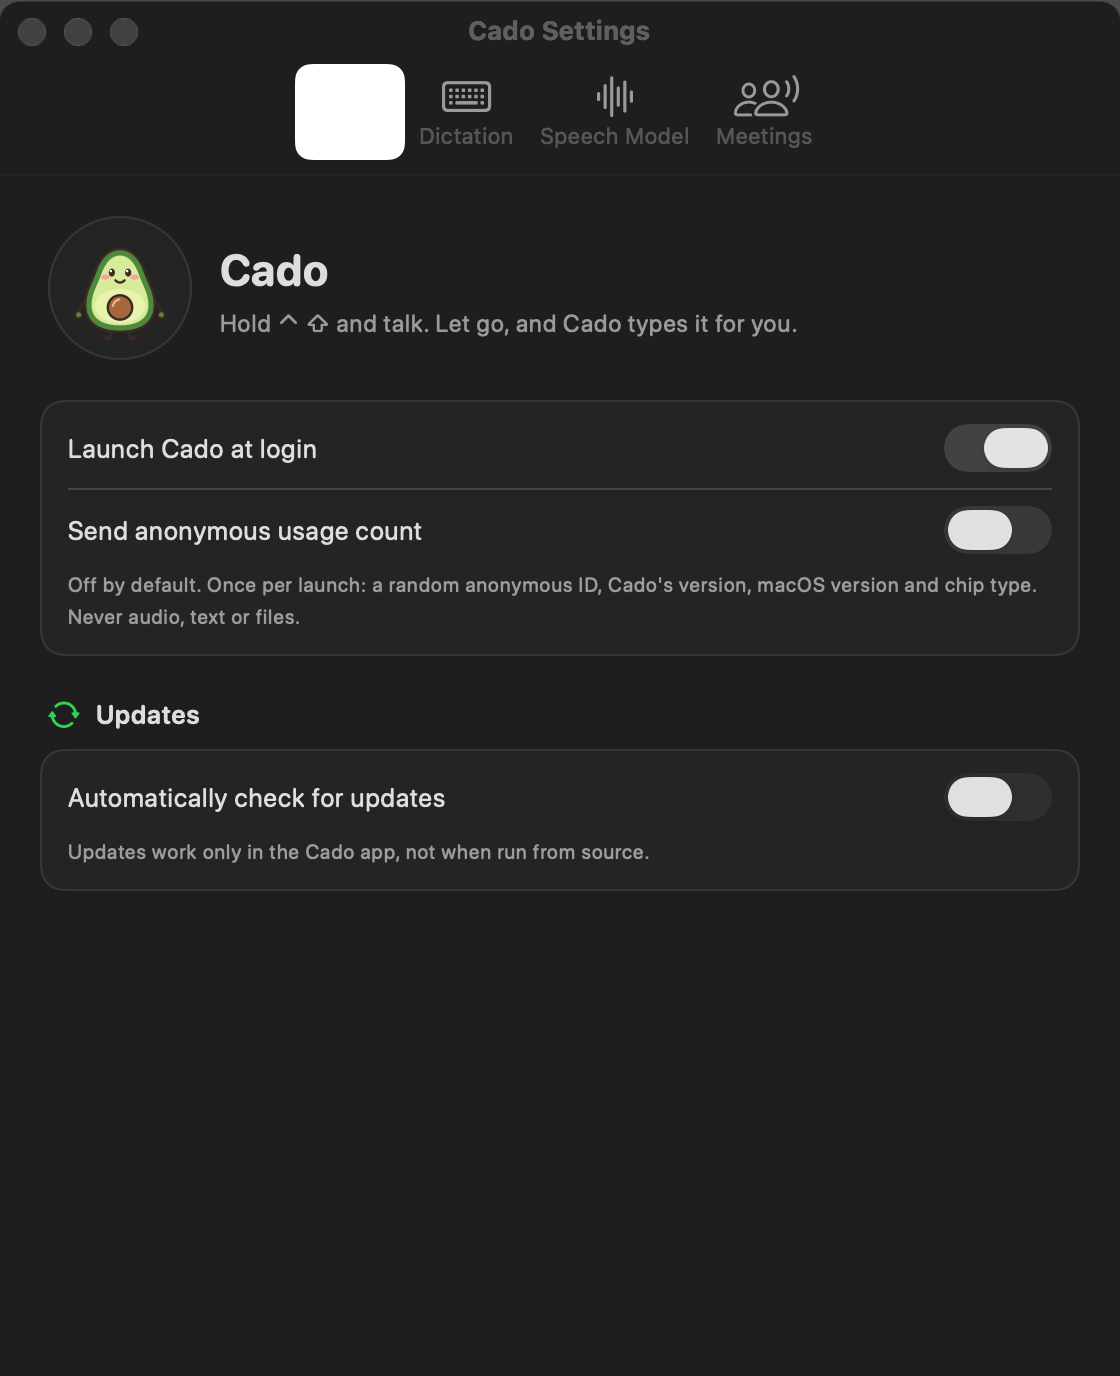 Cado Settings
Dictation
Speech Model
Meetings
Cado
Hold ⌃ ⇧ and talk. Let go, and Cado types it for you.
Launch Cado at login
Send anonymous usage count
Off by default. Once per launch: a random anonymous ID, Cado's version, macOS version and chip type.
Never audio, text or files.
Updates
Automatically check for updates
Updates work only in the Cado app, not when run from source.